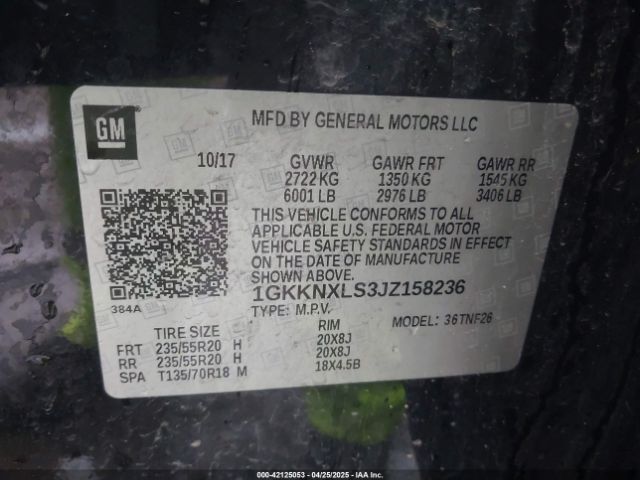 GM
MFD BY GENERAL MOTORS LLC
10/17 GVWR GAWR FRT GAWR RR
2722 KG 1350 KG 1545 KG
6001 LB 2976 LB 3406 LB
THIS VEHICLE CONFORMS TO ALL
APPLICABLE U.S. FEDERAL MOTOR
VEHICLE SAFETY STANDARDS IN EFFECT
ON THE DATE OF MANUFACTURE
SHOWN ABOVE.
1GKKNXLS3JZ158236
384A TYPE: M.P.V. MODEL: 36TNF26
TIRE SIZE RIM
FRT 235/55R20 H 20X8J
RR 235/55R20 H 20X8J
SPA T135/70R18 M 18X4.5B
000-42125053 - 04/25/2025 - IAA Inc.